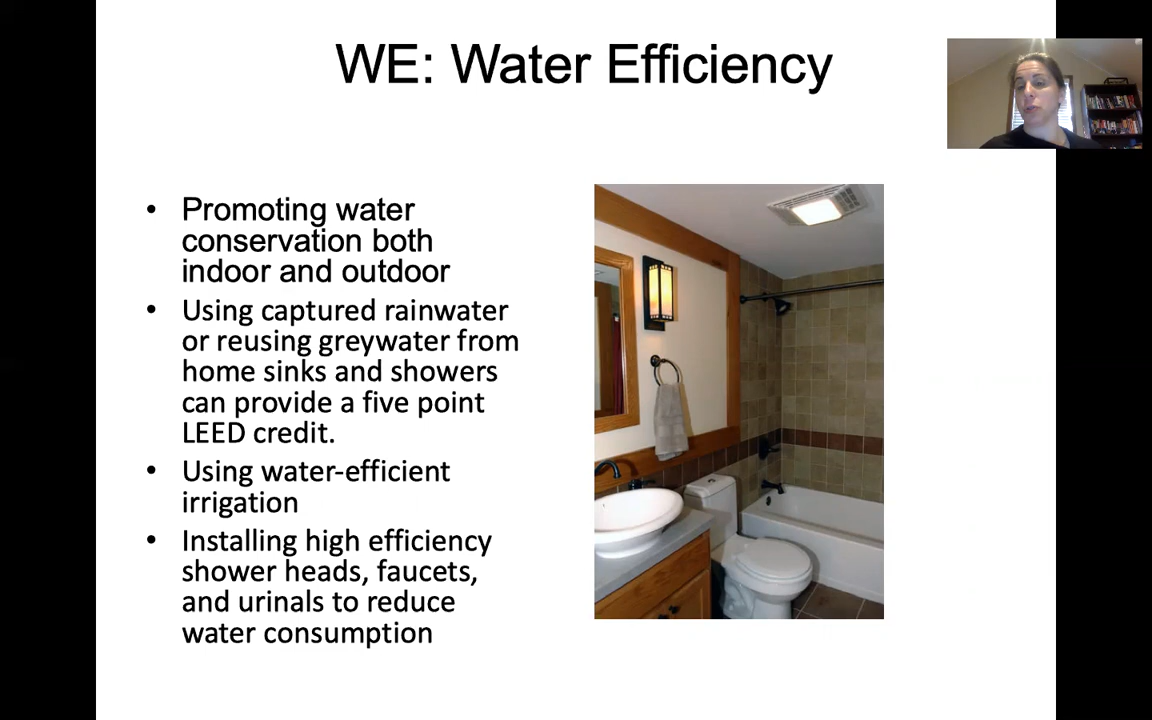 WE: Water Efficiency
• Promoting water
conservation both
indoor and outdoor
• Using captured rainwater
or reusing greywater from
home sinks and showers
can provide a five point
LEED credit.
• Using water-efficient
irrigation
• Installing high efficiency
shower heads, faucets,
and urinals to reduce
water consumption